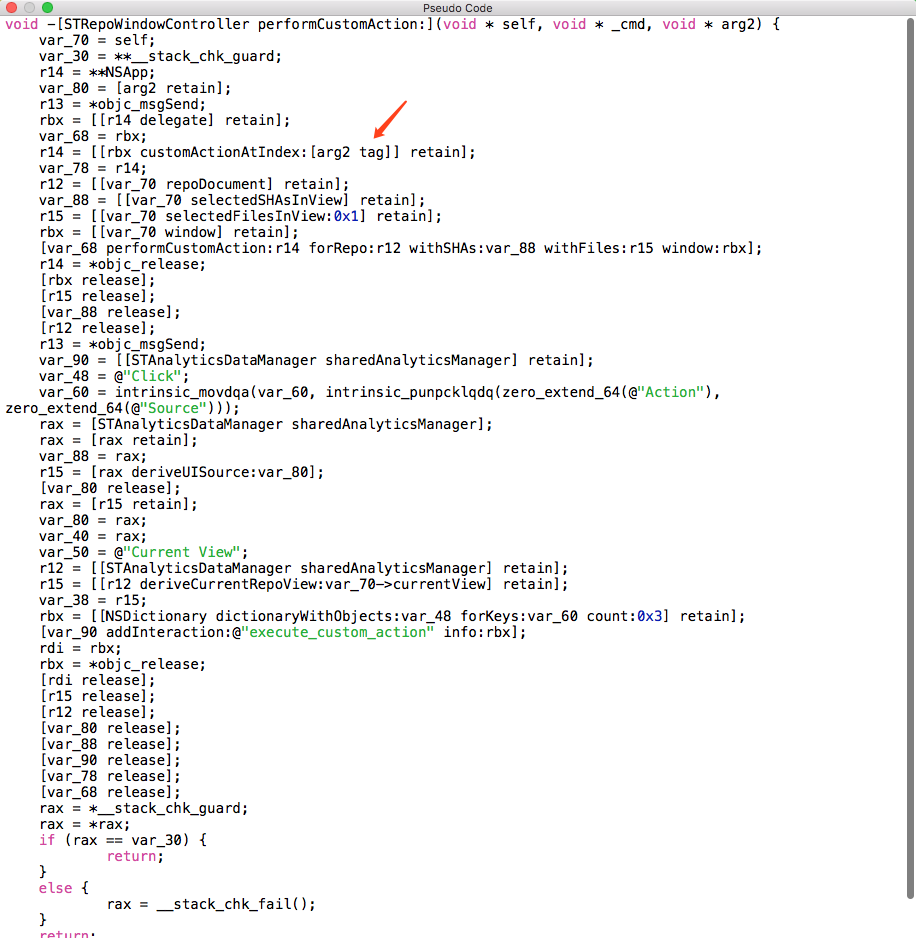 Pseudo Code
void -[STRepoWindowController performCustomAction:](void * self, void * _cmd, void * arg2) {
    var_70 = self;
    var_30 = **__stack_chk_guard;
    r14 = **NSApp;
    var_80 = [arg2 retain];
    r13 = *objc_msgSend;
    rbx = [[r14 delegate] retain];
    var_68 = rbx;
    r14 = [[rbx customActionAtIndex:[arg2 tag]] retain];
    var_78 = r14;
    r12 = [[var_70 repoDocument] retain];
    var_88 = [[var_70 selectedSHAsInView] retain];
    r15 = [[var_70 selectedFilesInView:0x1] retain];
    rbx = [[var_70 window] retain];
    [var_68 performCustomAction:r14 forRepo:r12 withSHAs:var_88 withFiles:r15 window:rbx];
    r14 = *objc_release;
    [rbx release];
    [r15 release];
    [var_88 release];
    [r12 release];
    r13 = *objc_msgSend;
    var_90 = [[STAnalyticsDataManager sharedAnalyticsManager] retain];
    var_48 = @"Click";
    var_60 = intrinsic_movdqa(var_60, intrinsic_punpcklqdq(zero_extend_64(@"Action"),
zero_extend_64(@"Source")));
    rax = [STAnalyticsDataManager sharedAnalyticsManager];
    rax = [rax retain];
    var_88 = rax;
    r15 = [rax deriveUISource:var_80];
    [var_80 release];
    rax = [r15 retain];
    var_80 = rax;
    var_40 = rax;
    var_50 = @"Current View";
    r12 = [[STAnalyticsDataManager sharedAnalyticsManager] retain];
    r15 = [[r12 deriveCurrentRepoView:var_70->currentView] retain];
    var_38 = r15;
    rbx = [[NSDictionary dictionaryWithObjects:var_48 forKeys:var_60 count:0x3] retain];
    [var_90 addInteraction:@"execute_custom_action" info:rbx];
    rdi = rbx;
    rbx = *objc_release;
    [rdi release];
    [r15 release];
    [r12 release];
    [var_80 release];
    [var_88 release];
    [var_90 release];
    [var_78 release];
    [var_68 release];
    rax = *__stack_chk_guard;
    rax = *rax;
    if (rax == var_30) {
            return;
    }
    else {
            rax = __stack_chk_fail();
    }
    return;